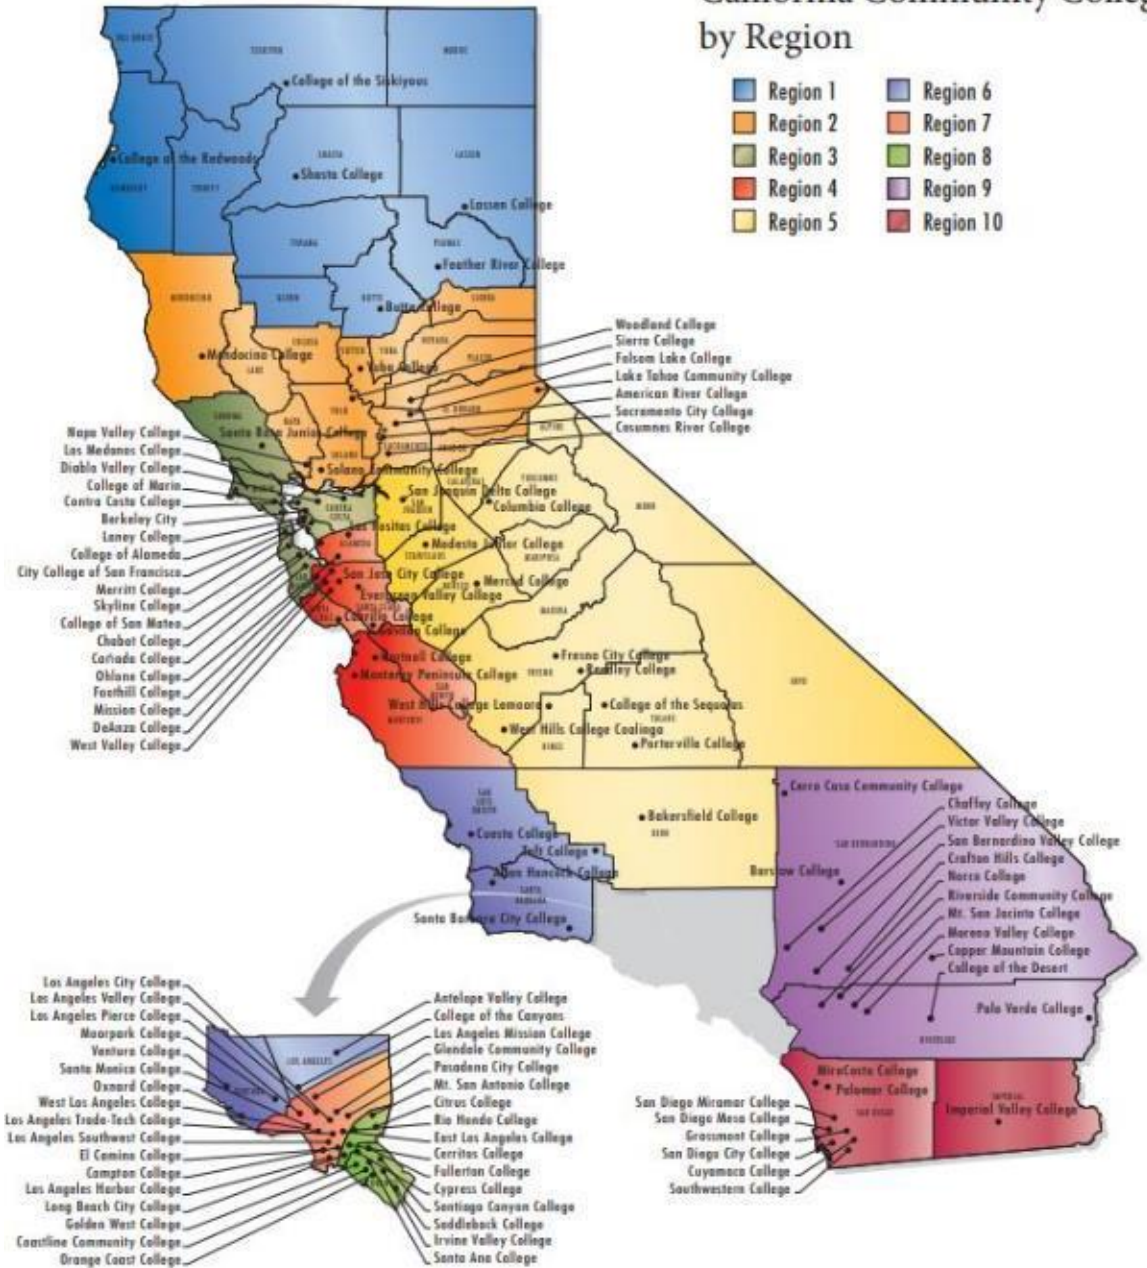 by Region
Region 1
Region 2
Region 3
Region 4
Region 5
Region 6
Region 7
Region 8
Region 9
Region 10
College of the Siskiyous
College of the Redwoods
Shasta College
Lassen College
Feather River College
Butte College
Mendocino College
Yuba College
Woodland College
Sierra College
Folsom Lake College
Lake Tahoe Community College
American River College
Sacramento City College
Cosumnes River College
Santa Rosa Junior College
Solano Community College
Napa Valley College
Los Medanos College
Diablo Valley College
College of Marin
Contra Costa College
Berkeley City
Laney College
College of Alameda
City College of San Francisco
Merritt College
Skyline College
College of San Mateo
Chabot College
Cañada College
Ohlone College
Foothill College
Mission College
DeAnza College
West Valley College
San Joaquin Delta College
Columbia College
Las Positas College
Modesto Junior College
San Jose City College
Merced College
Evergreen Valley College
Cabrillo College
Gavilan College
Hartnell College
Monterey Peninsula College
Fresno City College
Reedley College
West Hills College Lemoore
College of the Sequoias
West Hills College Coalinga
Porterville College
Bakersfield College
Cuesta College
Taft College
Allan Hancock College
Santa Barbara City College
Cerro Coso Community College
Chaffey College
Victor Valley College
San Bernardino Valley College
Crafton Hills College
Norco College
Barstow College
Riverside Community College
Mt. San Jacinto College
Moreno Valley College
Copper Mountain College
College of the Desert
Palo Verde College
MiraCosta College
Palomar College
San Diego Miramar College
San Diego Mesa College
Grossmont College
San Diego City College
Cuyamaca College
Southwestern College
Imperial Valley College
Los Angeles City College
Los Angeles Valley College
Los Angeles Pierce College
Moorpark College
Ventura College
Santa Monica College
Oxnard College
West Los Angeles College
Los Angeles Trade-Tech College
Los Angeles Southwest College
El Camino College
Compton College
Los Angeles Harbor College
Long Beach City College
Golden West College
Coastline Community College
Orange Coast College
Antelope Valley College
College of the Canyons
Los Angeles Mission College
Glendale Community College
Pasadena City College
Mt. San Antonio College
Citrus College
Rio Hondo College
East Los Angeles College
Cerritos College
Fullerton College
Cypress College
Santiago Canyon College
Saddleback College
Irvine Valley College
Santa Ana College